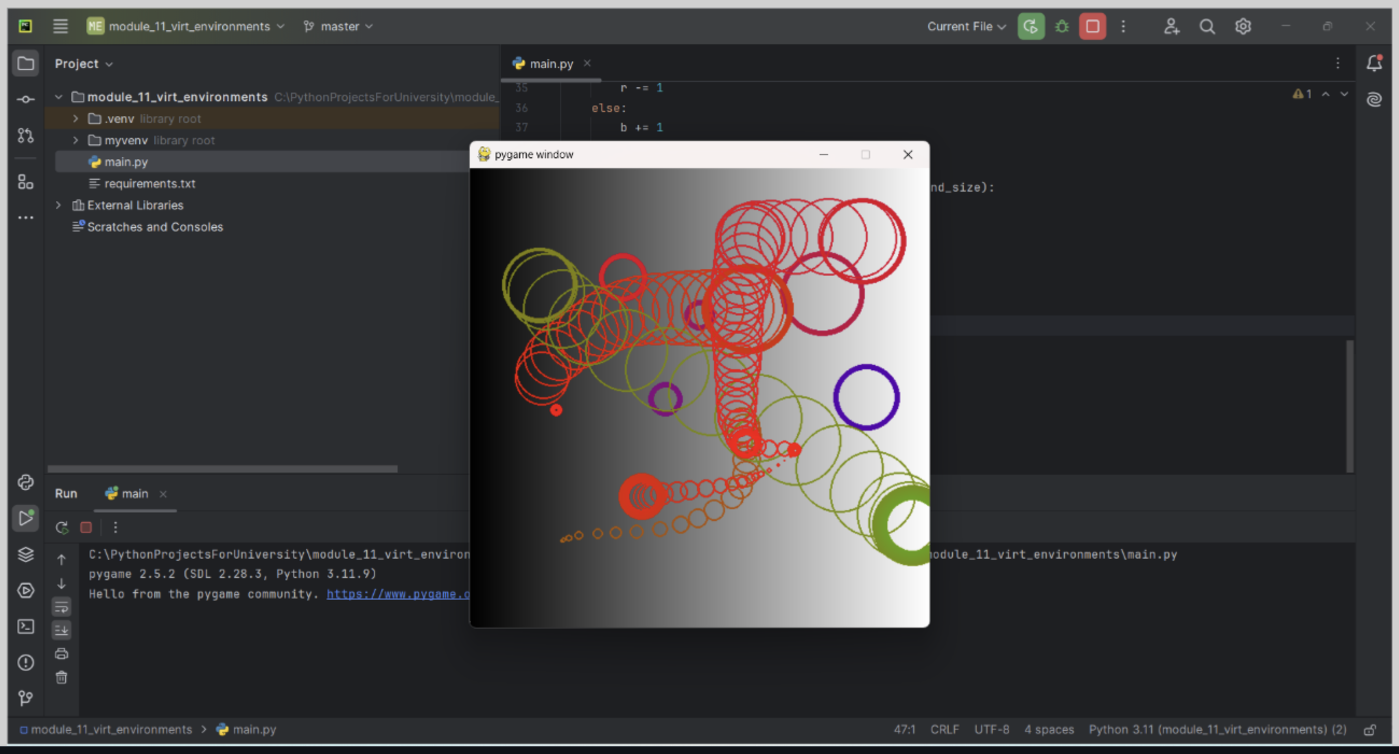 ME module_11_virt_environments master Current File
Project
module_11_virt_environments C:\PythonProjectsForUniversity\module_
.venv library root
myvenv library root
main.py
requirements.txt
External Libraries
Scratches and Consoles
main.py
35 r -= 1
36 else:
37 b += 1
1
nd_size):
pygame window
Run main
C:\PythonProjectsForUniversity\module_11_virt_environ odule_11_virt_environments\main.py
pygame 2.5.2 (SDL 2.28.3, Python 3.11.9)
Hello from the pygame community. https://www.pygame.o
module_11_virt_environments > main.py 47:1 CRLF UTF-8 4 spaces Python 3.11 (module_11_virt_environments) (2)